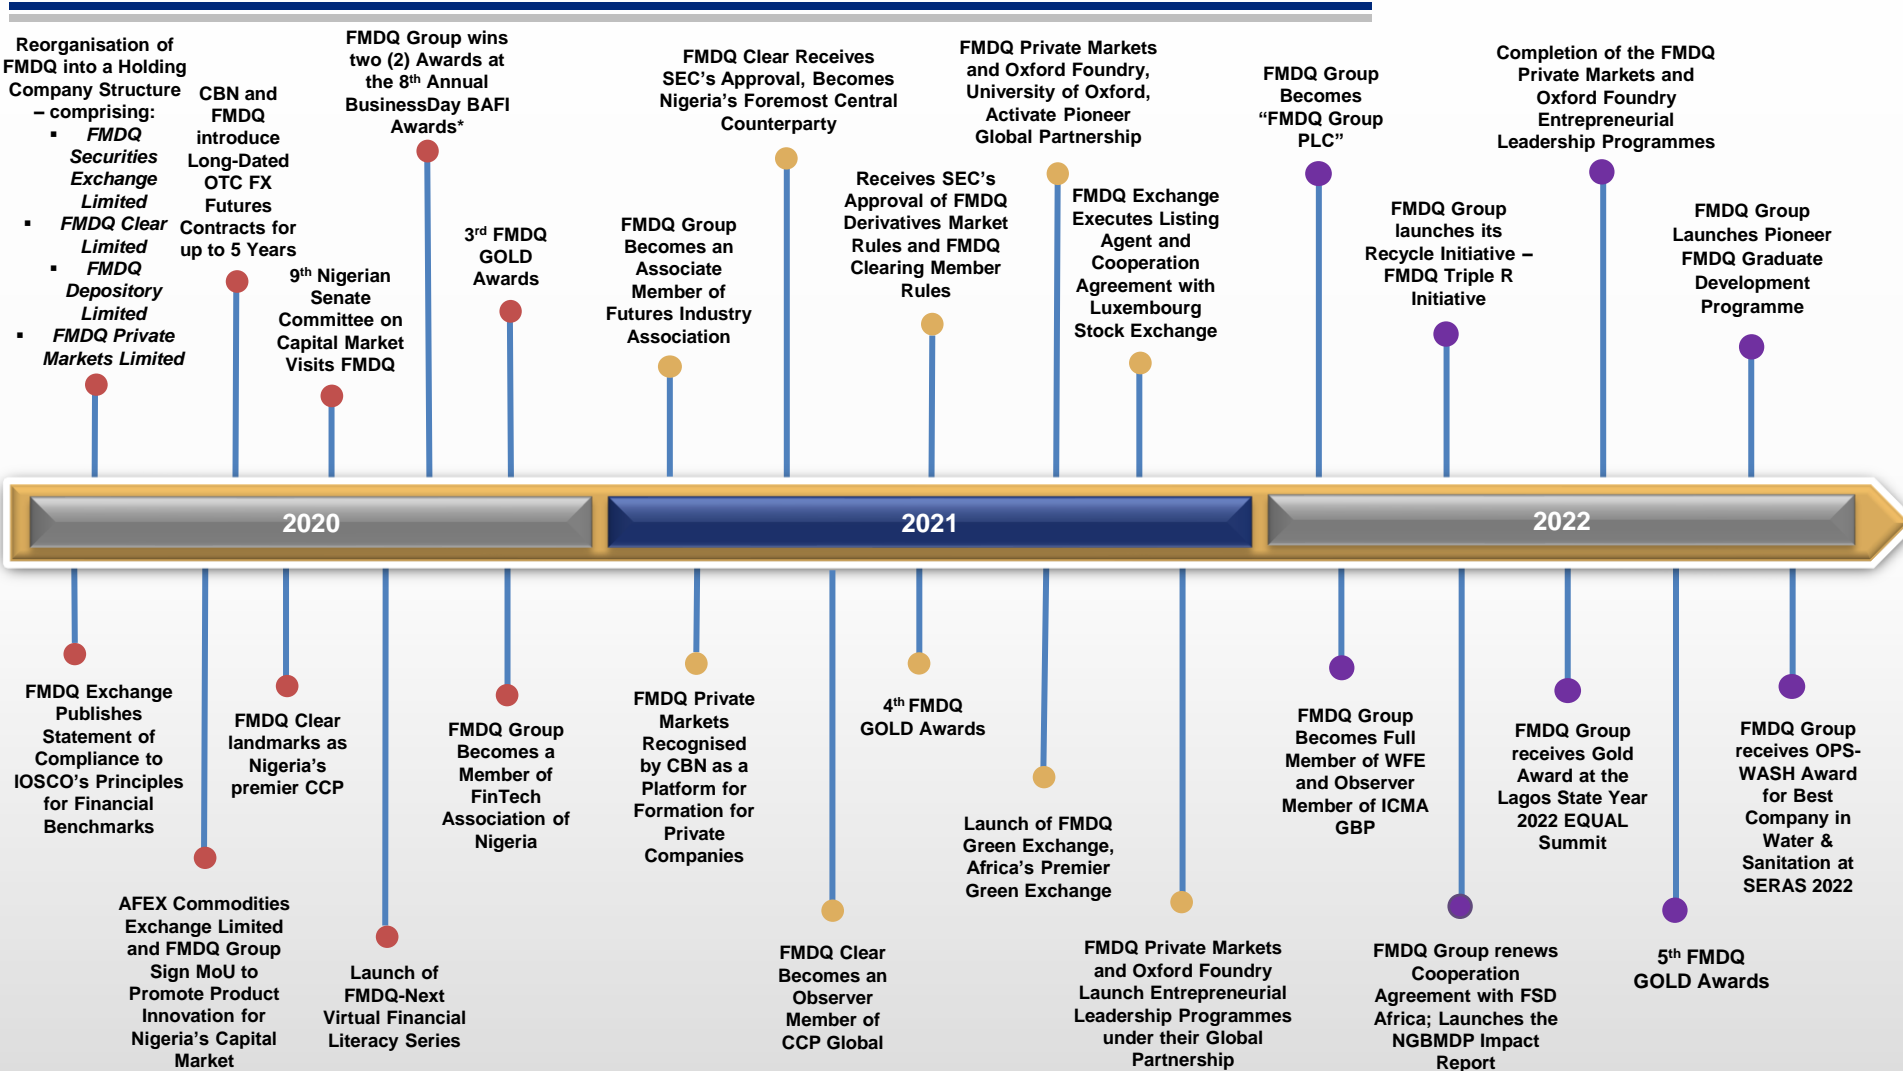 Reorganisation of
FMDQ into a Holding
Company Structure
– comprising:
▪ FMDQ
Securities
Exchange
Limited
▪ FMDQ Clear
Limited
▪ FMDQ
Depository
Limited
▪ FMDQ Private
Markets Limited
CBN and
FMDQ
introduce
Long-Dated
OTC FX
Futures
Contracts for
up to 5 Years
9th Nigerian
Senate
Committee on
Capital Market
Visits FMDQ
FMDQ Group wins
two (2) Awards at
the 8th Annual
BusinessDay BAFI
Awards*
3rd FMDQ
GOLD
Awards
FMDQ Group
Becomes an
Associate
Member of
Futures Industry
Association
FMDQ Clear Receives
SEC’s Approval, Becomes
Nigeria’s Foremost Central
Counterparty
Receives SEC’s
Approval of FMDQ
Derivatives Market
Rules and FMDQ
Clearing Member
Rules
FMDQ Private Markets
and Oxford Foundry,
University of Oxford,
Activate Pioneer
Global Partnership
FMDQ Exchange
Executes Listing
Agent and
Cooperation
Agreement with
Luxembourg
Stock Exchange
FMDQ Group
Becomes
“FMDQ Group
PLC”
FMDQ Group
launches its
Recycle Initiative –
FMDQ Triple R
Initiative
Completion of the FMDQ
Private Markets and
Oxford Foundry
Entrepreneurial
Leadership Programmes
FMDQ Group
Launches Pioneer
FMDQ Graduate
Development
Programme
2020
2021
2022
FMDQ Exchange
Publishes
Statement of
Compliance to
IOSCO’s Principles
for Financial
Benchmarks
AFEX Commodities
Exchange Limited
and FMDQ Group
Sign MoU to
Promote Product
Innovation for
Nigeria’s Capital
Market
FMDQ Clear
landmarks as
Nigeria’s
premier CCP
Launch of
FMDQ-Next
Virtual Financial
Literacy Series
FMDQ Group
Becomes a
Member of
FinTech
Association of
Nigeria
FMDQ Private
Markets
Recognised
by CBN as a
Platform for
Formation for
Private
Companies
FMDQ Clear
Becomes an
Observer
Member of
CCP Global
4th FMDQ
GOLD Awards
Launch of FMDQ
Green Exchange,
Africa’s Premier
Green Exchange
FMDQ Private Markets
and Oxford Foundry
Launch Entrepreneurial
Leadership Programmes
under their Global
Partnership
FMDQ Group
Becomes Full
Member of WFE
and Observer
Member of ICMA
GBP
FMDQ Group renews
Cooperation
Agreement with FSD
Africa; Launches the
NGBMDP Impact
Report
FMDQ Group
receives Gold
Award at the
Lagos State Year
2022 EQUAL
Summit
5th FMDQ
GOLD Awards
FMDQ Group
receives OPS-
WASH Award
for Best
Company in
Water &
Sanitation at
SERAS 2022